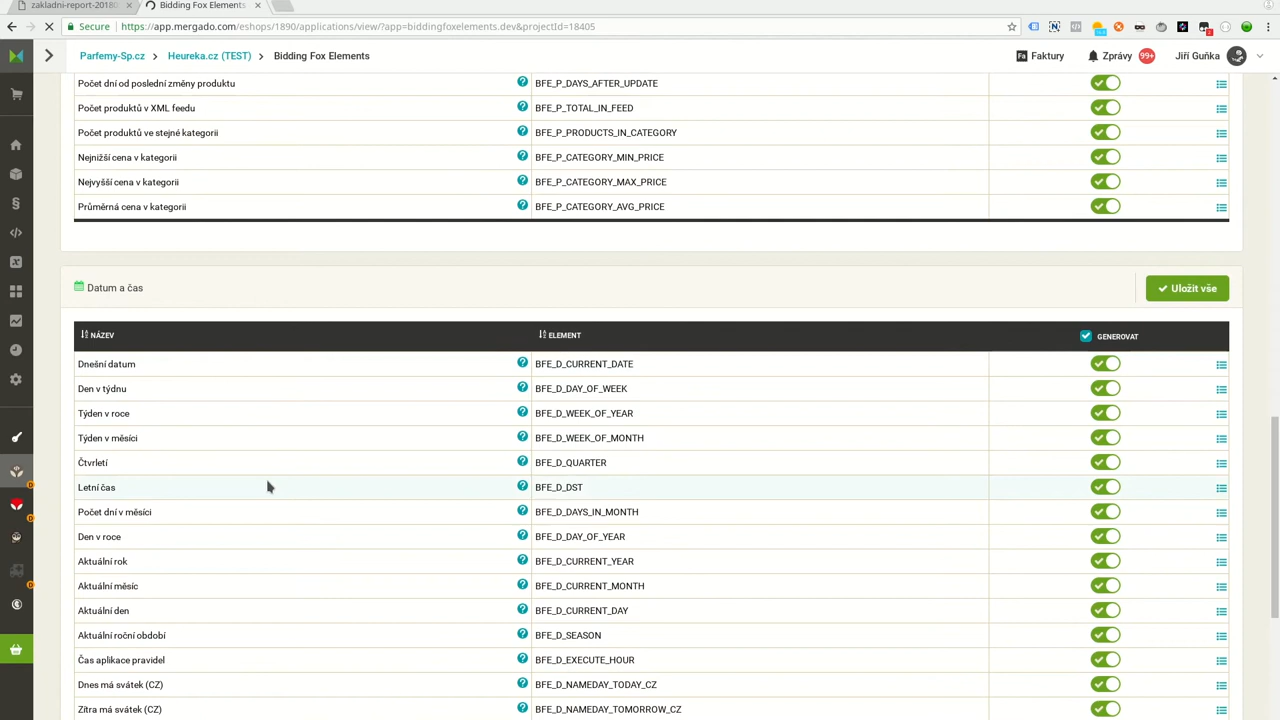 zakladni-report-20180
Bidding Fox Elements
Secure https://app.mergado.com/eshops/1890/applications/view/?app=biddingfoxelements.dev&projectId=18405
Parfemy-Sp.cz > Heureka.cz (TEST) > Bidding Fox Elements
Faktury Zprávy 99+ Jiří Guňka
Počet dní od poslední změny produktu BFE_P_DAYS_AFTER_UPDATE
Počet produktů v XML feedu BFE_P_TOTAL_IN_FEED
Počet produktů ve stejné kategorii BFE_P_PRODUCTS_IN_CATEGORY
Nejnižší cena v kategorii BFE_P_CATEGORY_MIN_PRICE
Nejvyšší cena v kategorii BFE_P_CATEGORY_MAX_PRICE
Průměrná cena v kategorii BFE_P_CATEGORY_AVG_PRICE
Datum a čas Uložit vše
NÁZEV ELEMENT GENEROVAT
Dnešní datum BFE_D_CURRENT_DATE
Den v týdnu BFE_D_DAY_OF_WEEK
Týden v roce BFE_D_WEEK_OF_YEAR
Týden v měsíci BFE_D_WEEK_OF_MONTH
Čtvrletí BFE_D_QUARTER
Letní čas BFE_D_DST
Počet dní v měsíci BFE_D_DAYS_IN_MONTH
Den v roce BFE_D_DAY_OF_YEAR
Aktuální rok BFE_D_CURRENT_YEAR
Aktuální měsíc BFE_D_CURRENT_MONTH
Aktuální den BFE_D_CURRENT_DAY
Aktuální roční období BFE_D_SEASON
Čas aplikace pravidel BFE_D_EXECUTE_HOUR
Dnes má svátek (CZ) BFE_D_NAMEDAY_TODAY_CZ
Zítra má svátek (CZ) BFE_D_NAMEDAY_TOMORROW_CZ